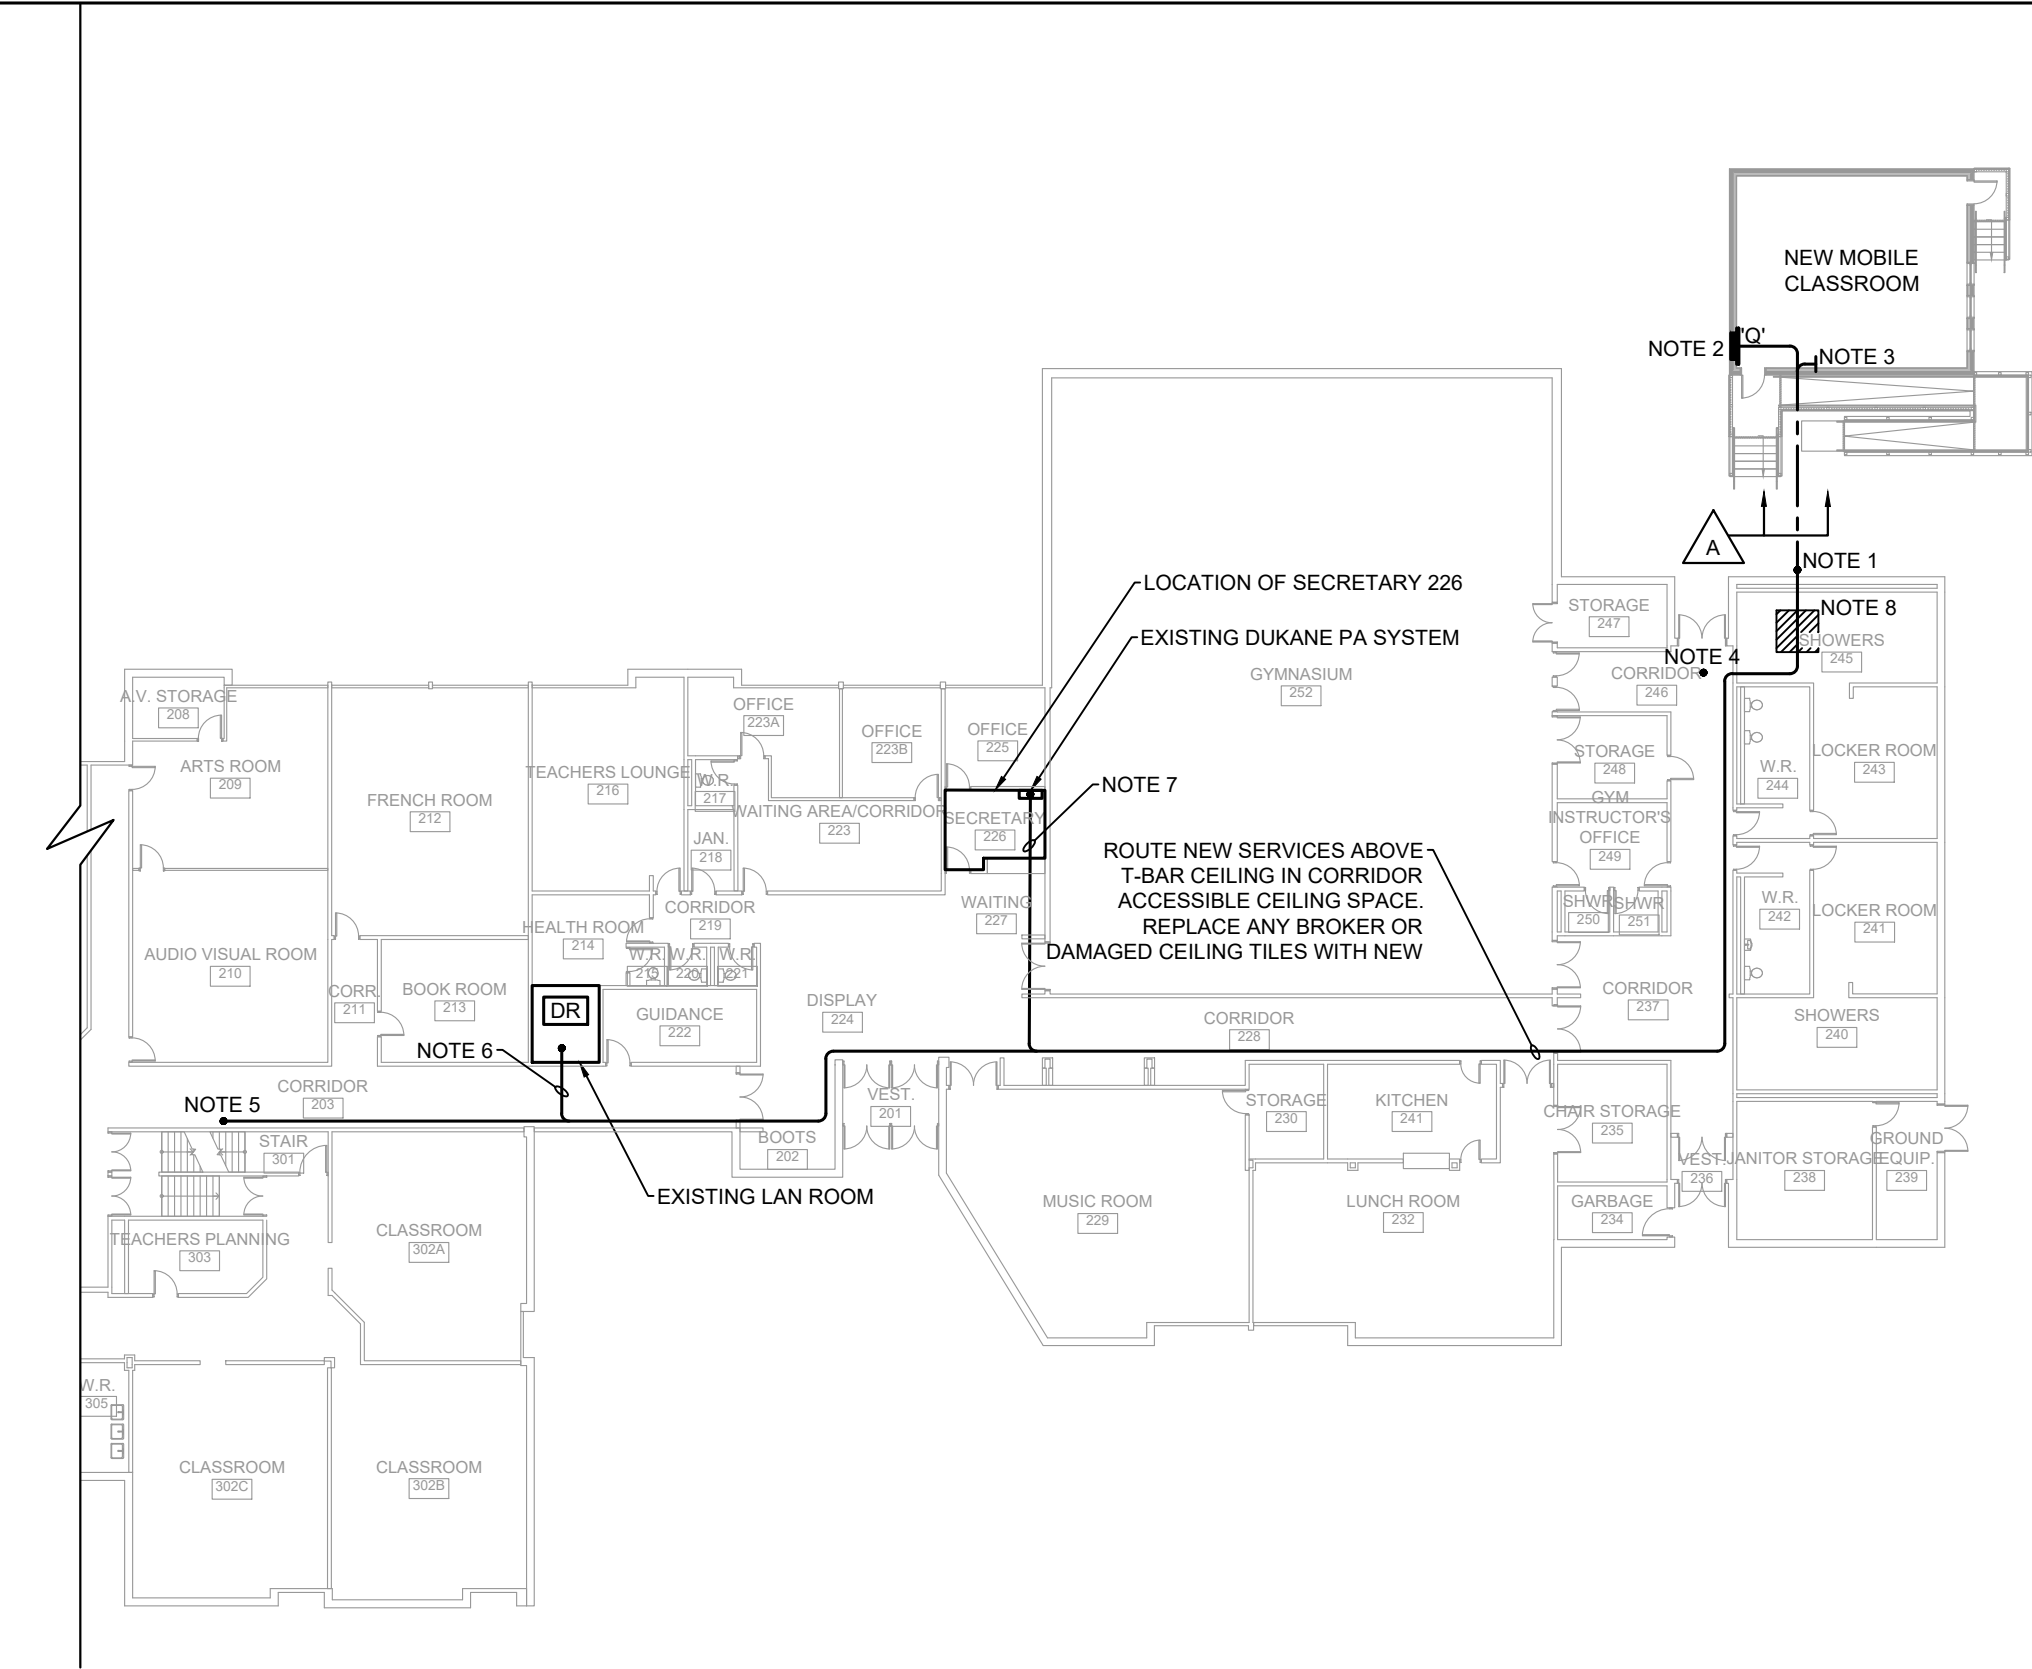 NEW MOBILE
CLASSROOM
'Q'
NOTE 2
NOTE 3
A
NOTE 1
LOCATION OF SECRETARY 226
STORAGE
247
NOTE 8
SHOWERS
245
EXISTING DUKANE PA SYSTEM
NOTE 4
CORRIDOR
246
GYMNASIUM
252
A.V. STORAGE
208
OFFICE
223A
OFFICE
223B
OFFICE
225
STORAGE
248
LOCKER ROOM
243
W.R.
244
ARTS ROOM
209
TEACHERS LOUNGE
216
W.R.
217
FRENCH ROOM
212
NOTE 7
WAITING AREA/CORRIDOR
223
SECRETARY
226
GYM
INSTRUCTOR'S
OFFICE
249
JAN.
218
ROUTE NEW SERVICES ABOVE
T-BAR CEILING IN CORRIDOR
ACCESSIBLE CEILING SPACE.
REPLACE ANY BROKER OR
DAMAGED CEILING TILES WITH NEW
WAITING
227
CORRIDOR
219
SHWR
250
SHWR
251
W.R.
242
LOCKER ROOM
241
HEALTH ROOM
214
W.R.
215
W.R.
220
W.R.
221
AUDIO VISUAL ROOM
210
CORR.
211
BOOK ROOM
213
DR
GUIDANCE
222
DISPLAY
224
CORRIDOR
228
CORRIDOR
237
SHOWERS
240
NOTE 6
CORRIDOR
203
NOTE 5
VEST.
201
STORAGE
230
KITCHEN
241
CHAIR STORAGE
235
STAIR
301
BOOTS
202
GROUND
EQUIP.
239
VEST.
236
JANITOR STORAGE
238
EXISTING LAN ROOM
MUSIC ROOM
229
LUNCH ROOM
232
GARBAGE
234
TEACHERS PLANNING
303
CLASSROOM
302A
W.R.
305
CLASSROOM
302C
CLASSROOM
302B